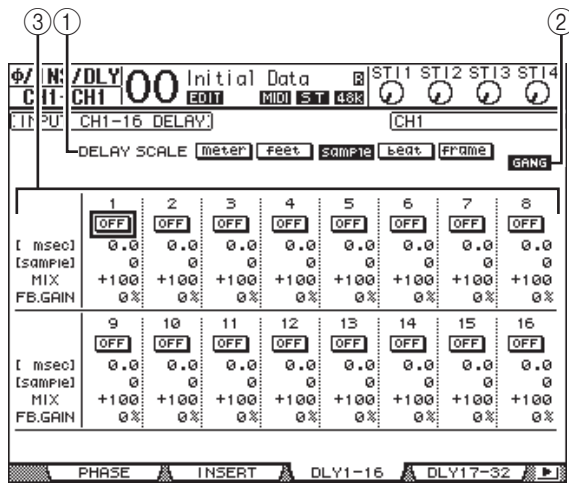 ③ ① ②
Φ/INS/DLY 00 Initial Data R ST11 ST12 ST13 ST14
CH1-CH1 EDIT MIDI ST 48K
INPUT CH1-16 DELAY CH1
DELAY SCALE meter feet sample beat frame
GANG
1 2 3 4 5 6 7 8
OFF OFF OFF OFF OFF OFF OFF OFF
[ msec] 0.0 0.0 0.0 0.0 0.0 0.0 0.0 0.0
[sample] 0 0 0 0 0 0 0 0
MIX +100 +100 +100 +100 +100 +100 +100 +100
FB.GAIN 0% 0% 0% 0% 0% 0% 0% 0%
9 10 11 12 13 14 15 16
OFF OFF OFF OFF OFF OFF OFF OFF
[ msec] 0.0 0.0 0.0 0.0 0.0 0.0 0.0 0.0
[sample] 0 0 0 0 0 0 0 0
MIX +100 +100 +100 +100 +100 +100 +100 +100
FB.GAIN 0% 0% 0% 0% 0% 0% 0% 0%
PHASE INSERT DLY1-16 DLY17-32